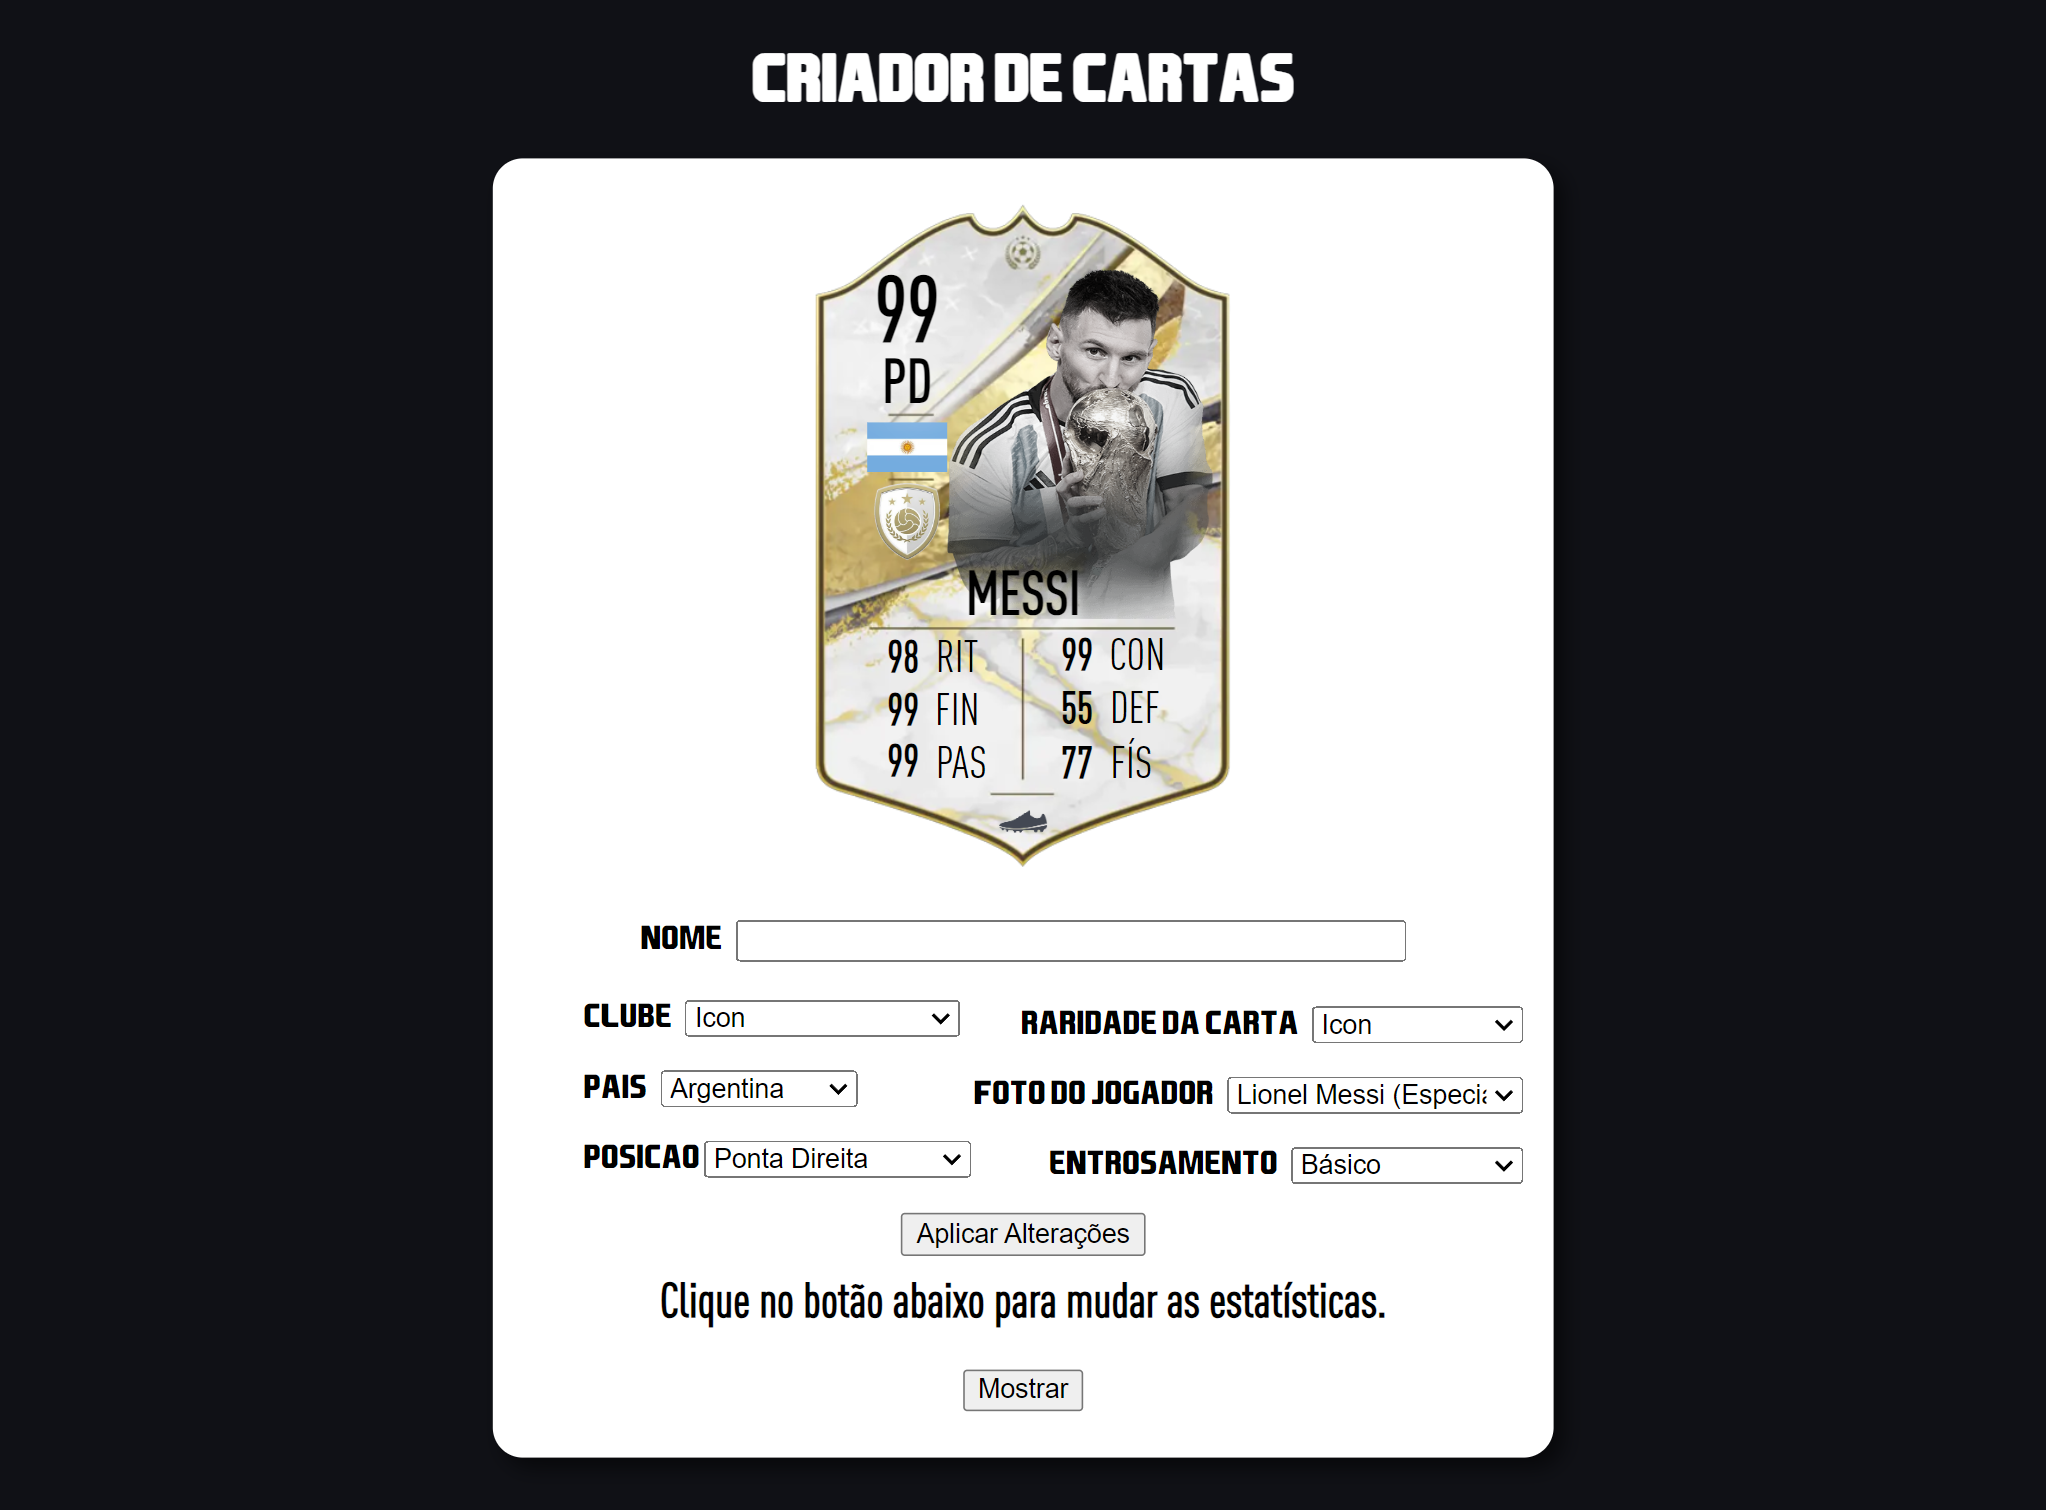 CRIADOR DE CARTAS
99
PD
MESSI
98 RIT
99 FIN
99 PAS
99 CON
55 DEF
77 FÍS
NOME
CLUBE Icon
RARIDADE DA CARTA Icon
PAIS Argentina
FOTO DO JOGADOR Lionel Messi (Especia
POSICAO Ponta Direita
ENTROSAMENTO Básico
Aplicar Alterações
Clique no botão abaixo para mudar as estatísticas.
Mostrar